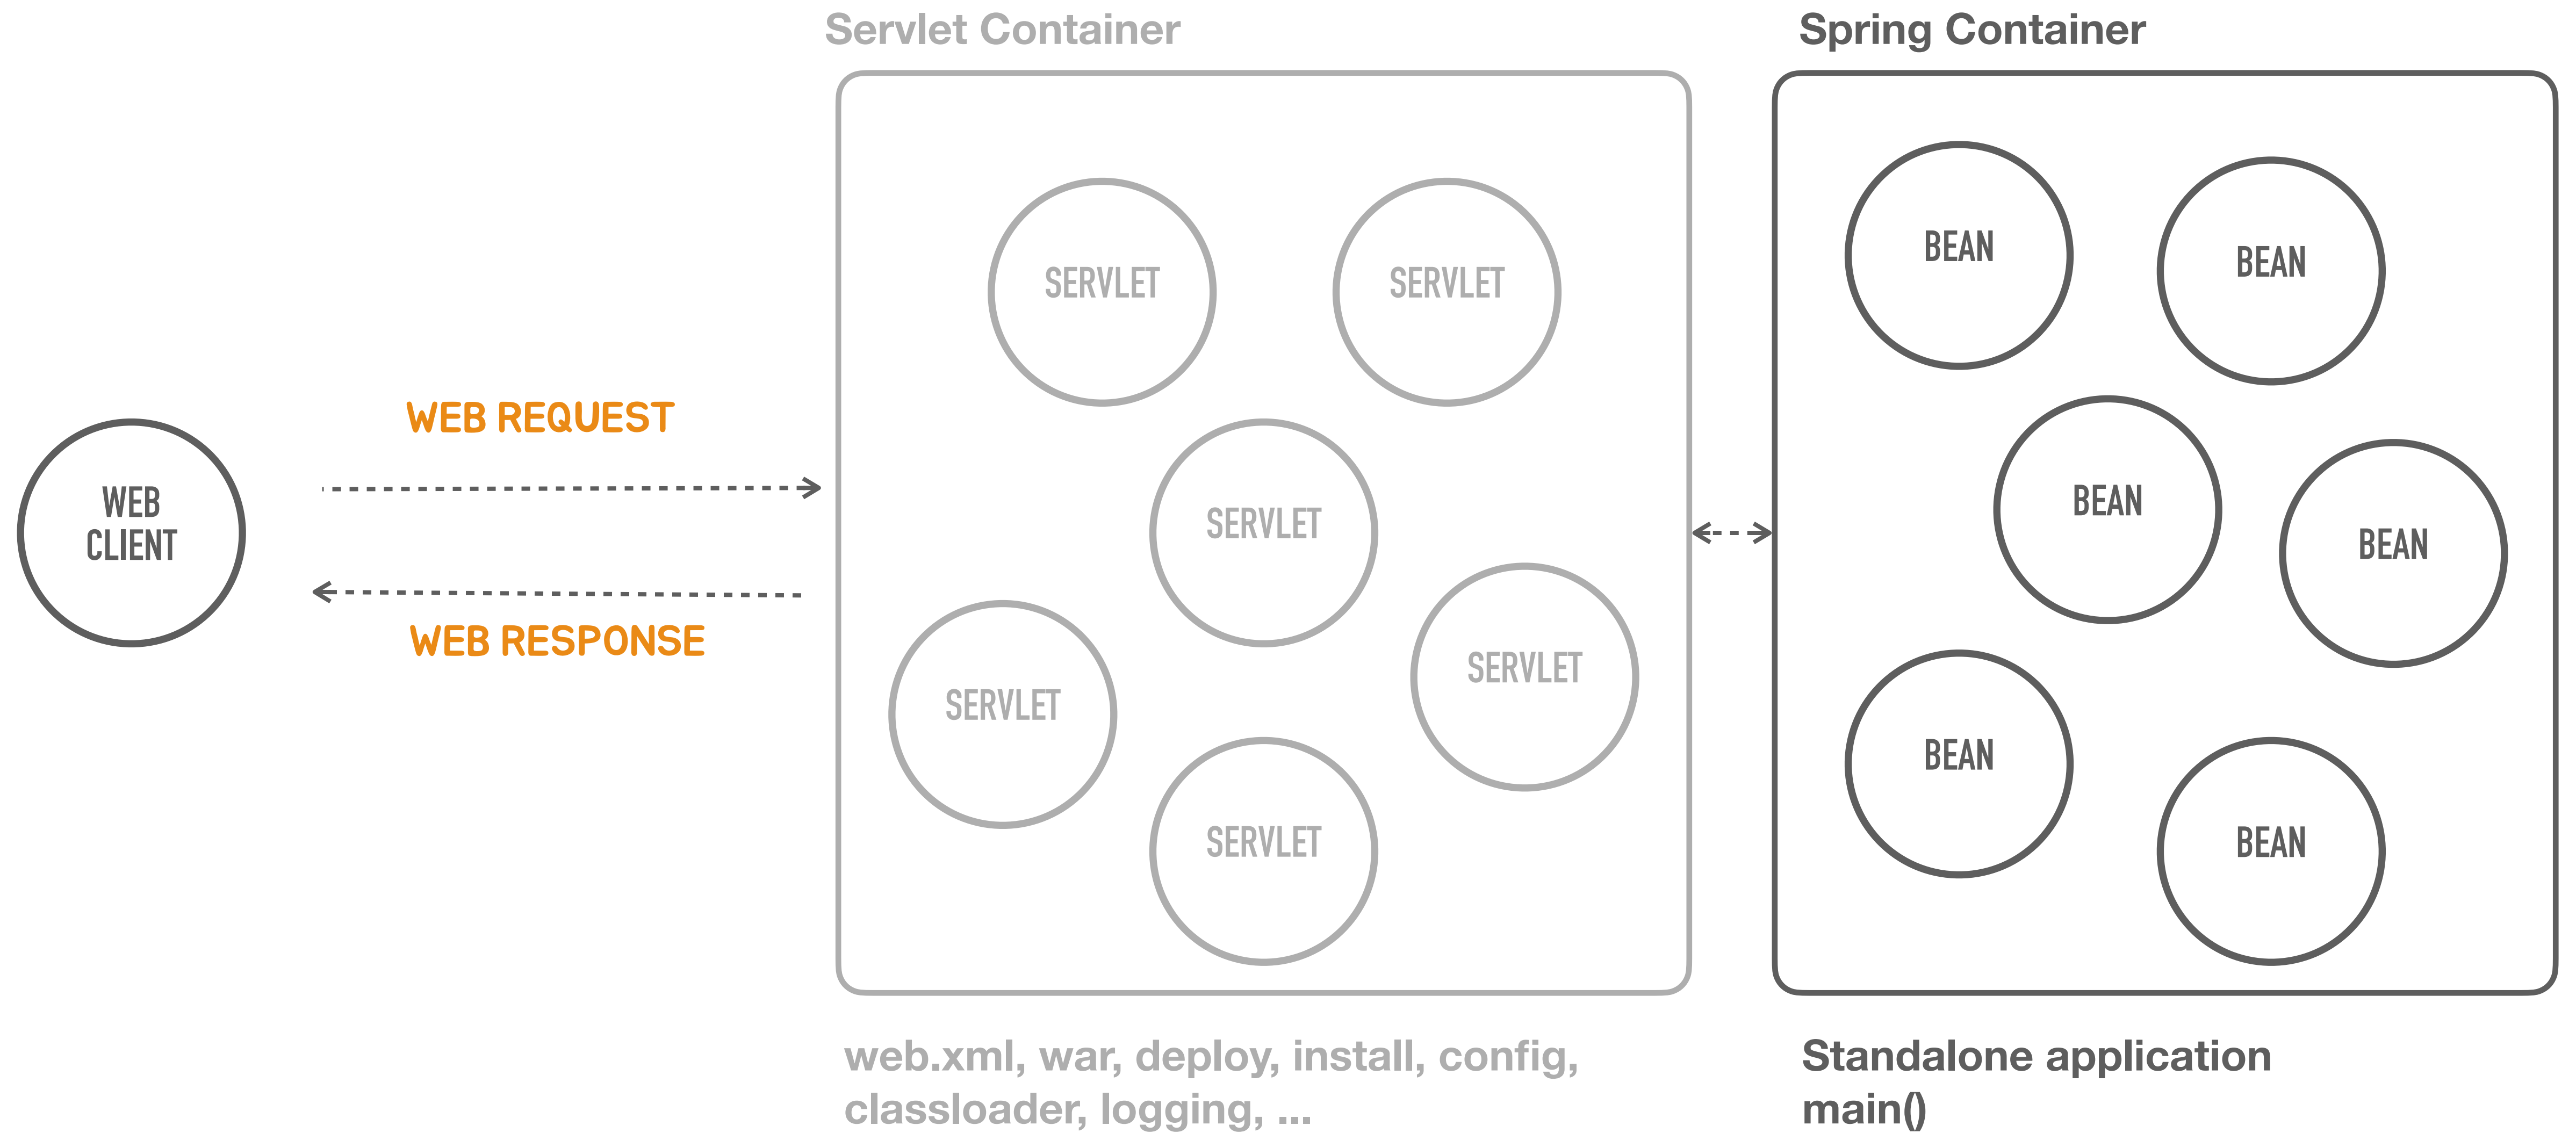 Servlet Container
Spring Container
WEB
CLIENT
WEB REQUEST
WEB RESPONSE
SERVLET
SERVLET
SERVLET
SERVLET
SERVLET
SERVLET
BEAN
BEAN
BEAN
BEAN
BEAN
BEAN
web.xml, war, deploy, install, config,
classloader, logging, ...
Standalone application
main()